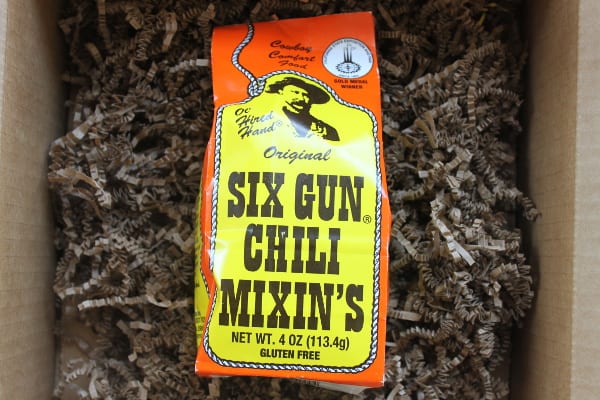 Cowboy
Comfort
Food
GOLD MEDAL
WINNER
Ol'
Hired
Hand®
Original
SIX GUN®
CHILI
MIXIN'S
NET WT. 4 OZ (113.4g)
GLUTEN FREE